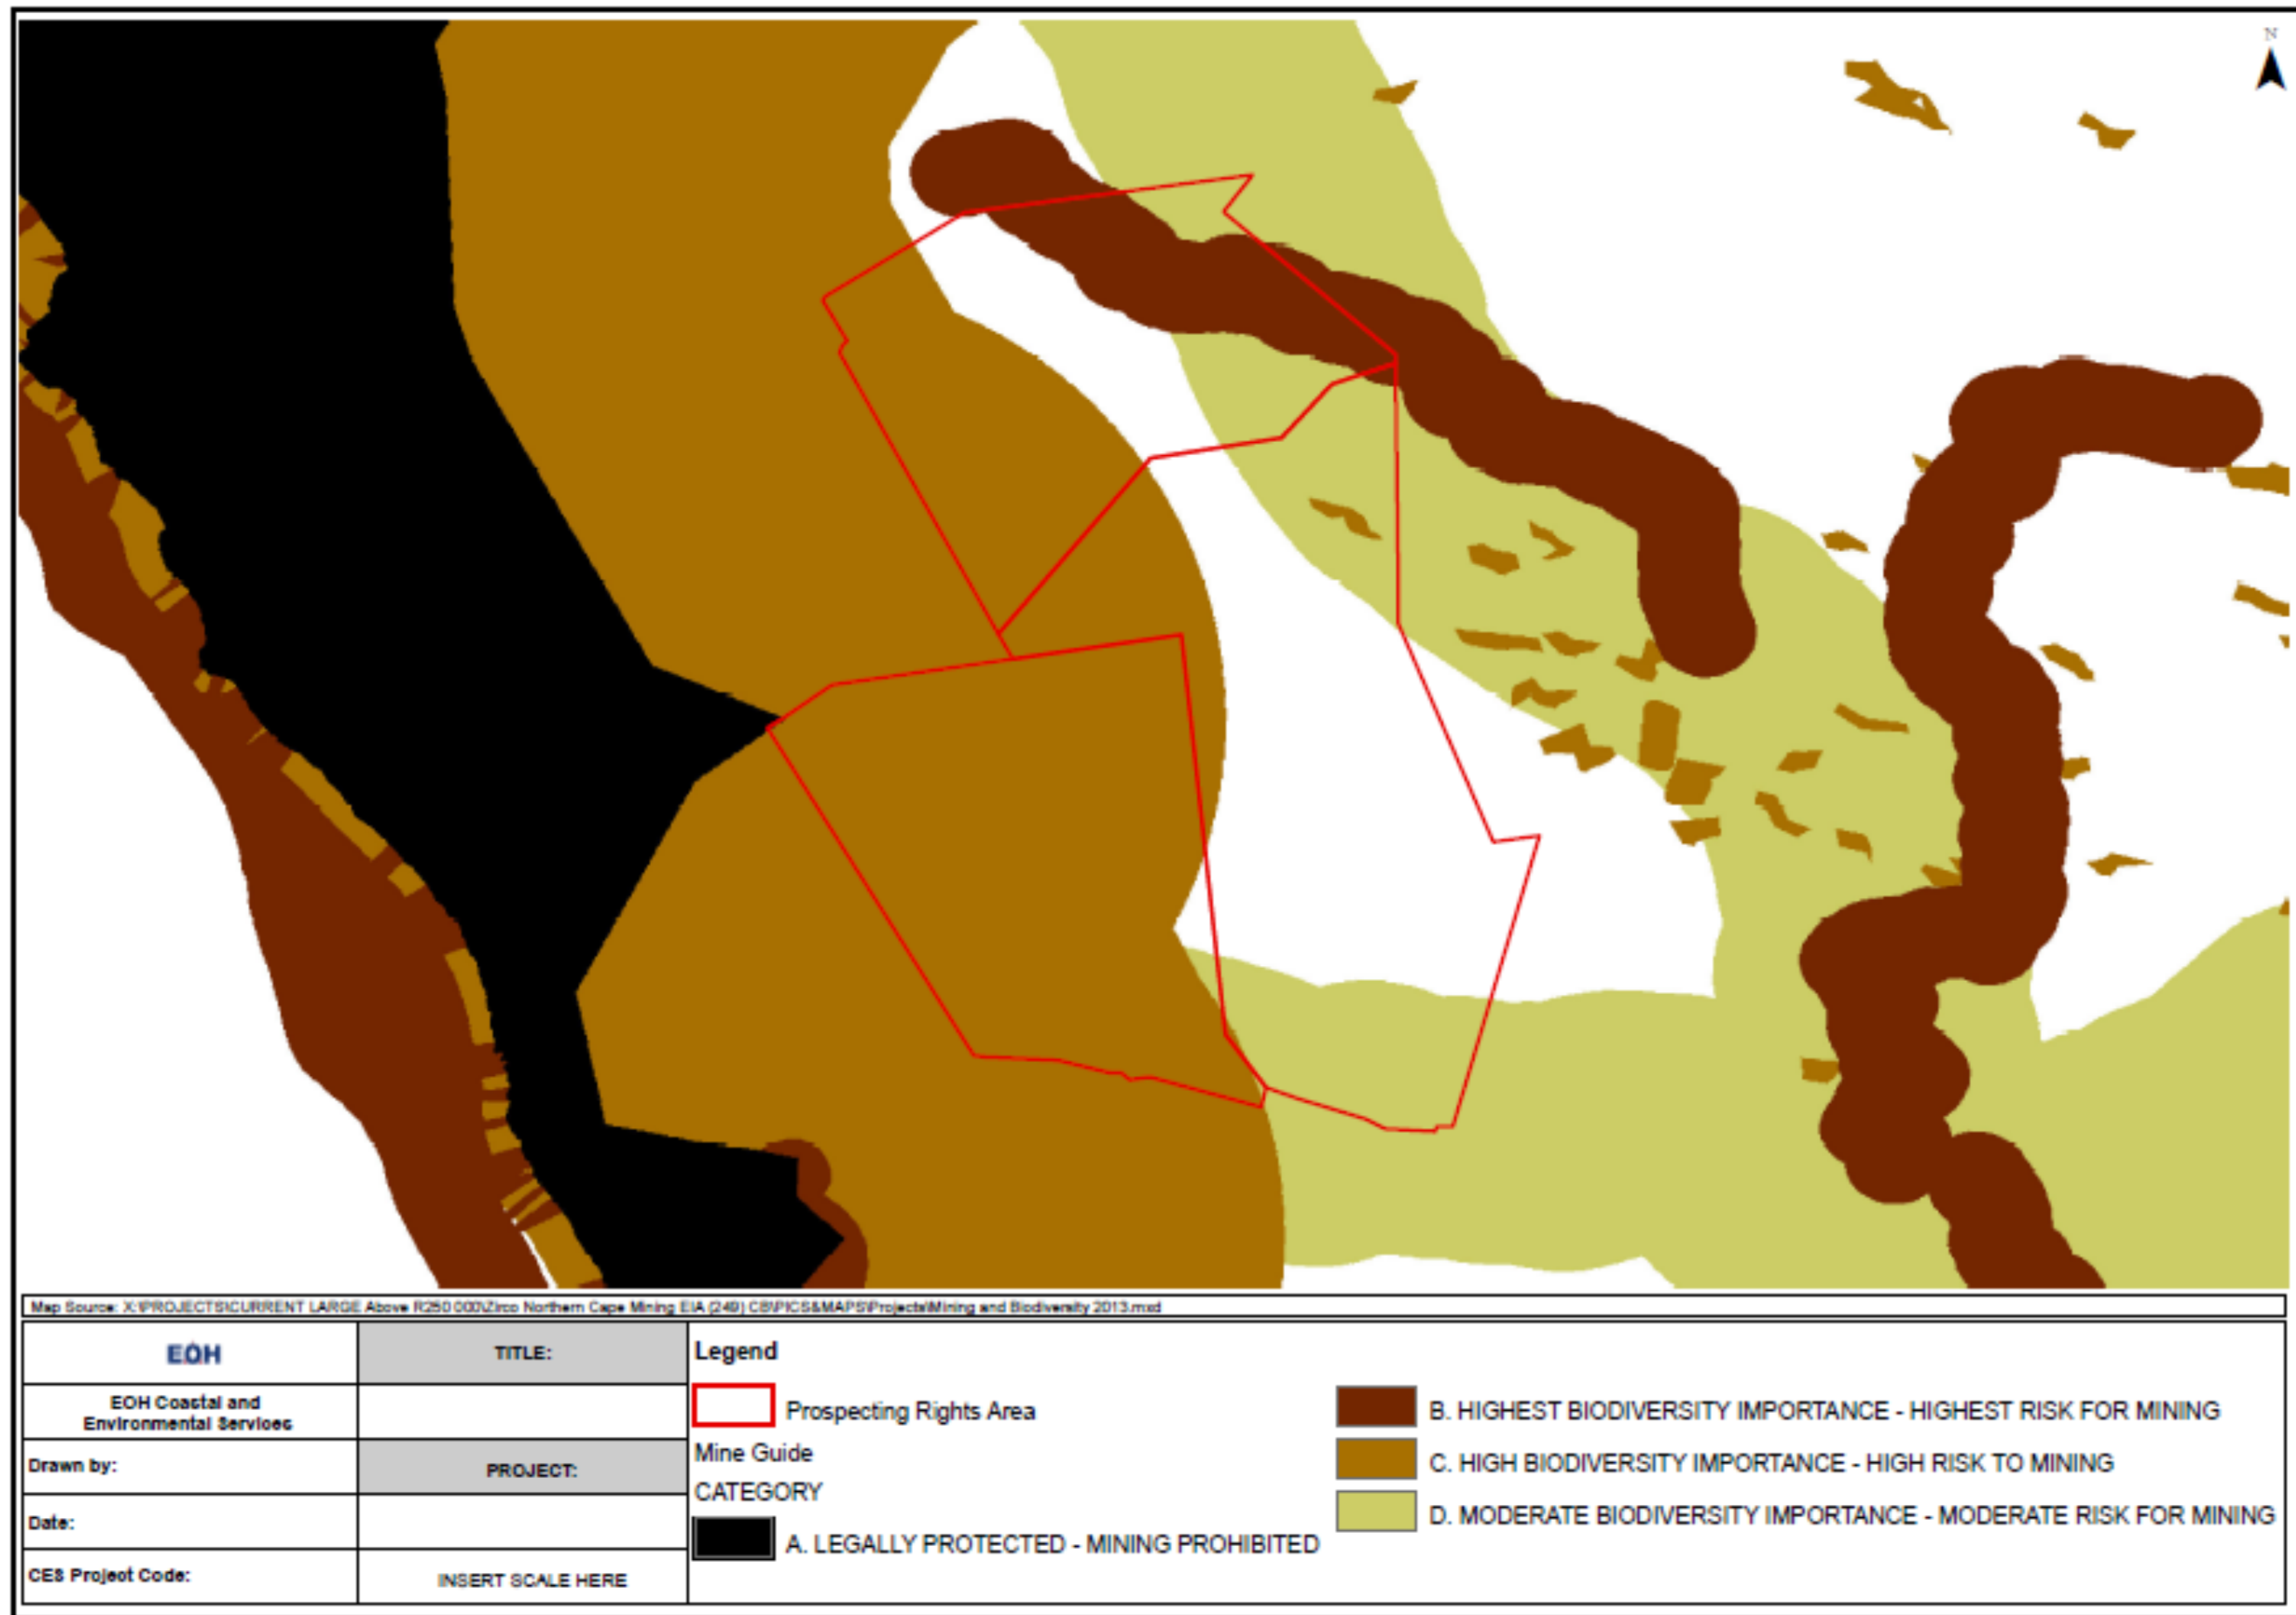 N
Map Source: X:\PROJECTS\CURRENT LARGE Above R250 000\Zirco Northern Cape Mining EIA (249) CB\PICS&MAPS\Projects\Mining and Biodiversity 2013.mxd
EOH
TITLE:
EOH Coastal and
Environmental Services
Drawn by:
PROJECT:
Date:
CES Project Code:
INSERT SCALE HERE
Legend
Prospecting Rights Area
Mine Guide
CATEGORY
A. LEGALLY PROTECTED - MINING PROHIBITED
B. HIGHEST BIODIVERSITY IMPORTANCE - HIGHEST RISK FOR MINING
C. HIGH BIODIVERSITY IMPORTANCE - HIGH RISK TO MINING
D. MODERATE BIODIVERSITY IMPORTANCE - MODERATE RISK FOR MINING